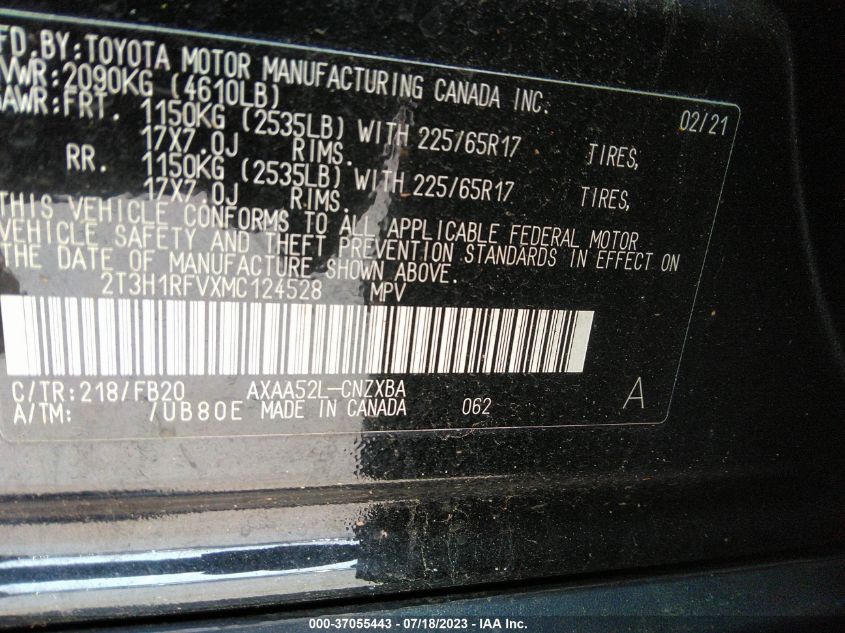 FD.BY:TOYOTA MOTOR MANUFACTURING CANADA INC.
VWR:2090KG (4610LB) 02/21
GAWR:FRT. 1150KG (2535LB) WITH 225/65R17 TIRES,
17X7.0J RIMS.
RR. 1150KG (2535LB) WITH 225/65R17 TIRES,
17X7.0J RIMS.
THIS VEHICLE CONFORMS TO ALL APPLICABLE FEDERAL MOTOR
VEHICLE SAFETY AND THEFT PREVENTION STANDARDS IN EFFECT ON
THE DATE OF MANUFACTURE SHOWN ABOVE.
2T3H1RFVXMC124528 MPV
C/TR:218/FB20 AXAA52L-CNZXBA A
A/TM: /UB80E MADE IN CANADA 062
000-37055443 - 07/18/2023 - IAA Inc.